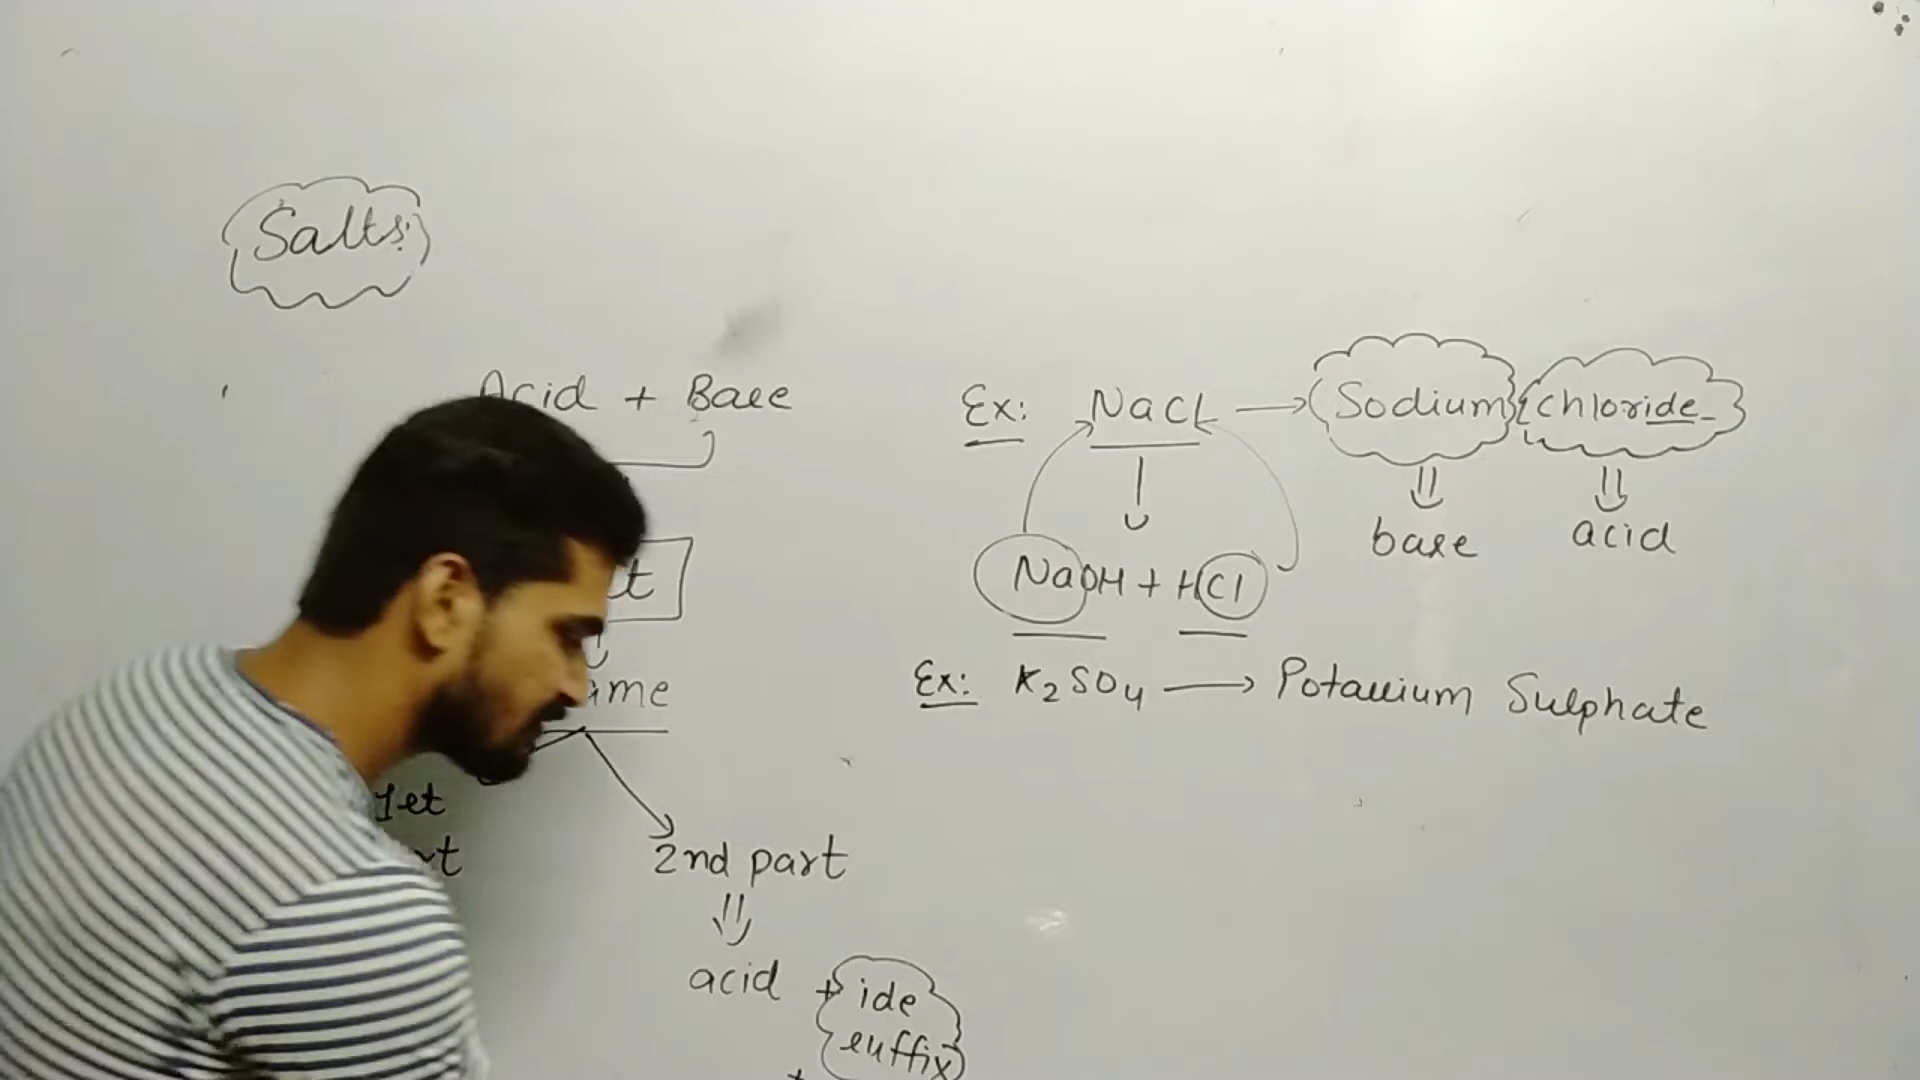 Salts:
Acid + Base
1st
2nd part
acid + ide
suffix
+
Ex: NaCl → Sodium chloride
base acid
NaOH + HCl
Ex: K2SO4 → Potassium Sulphate